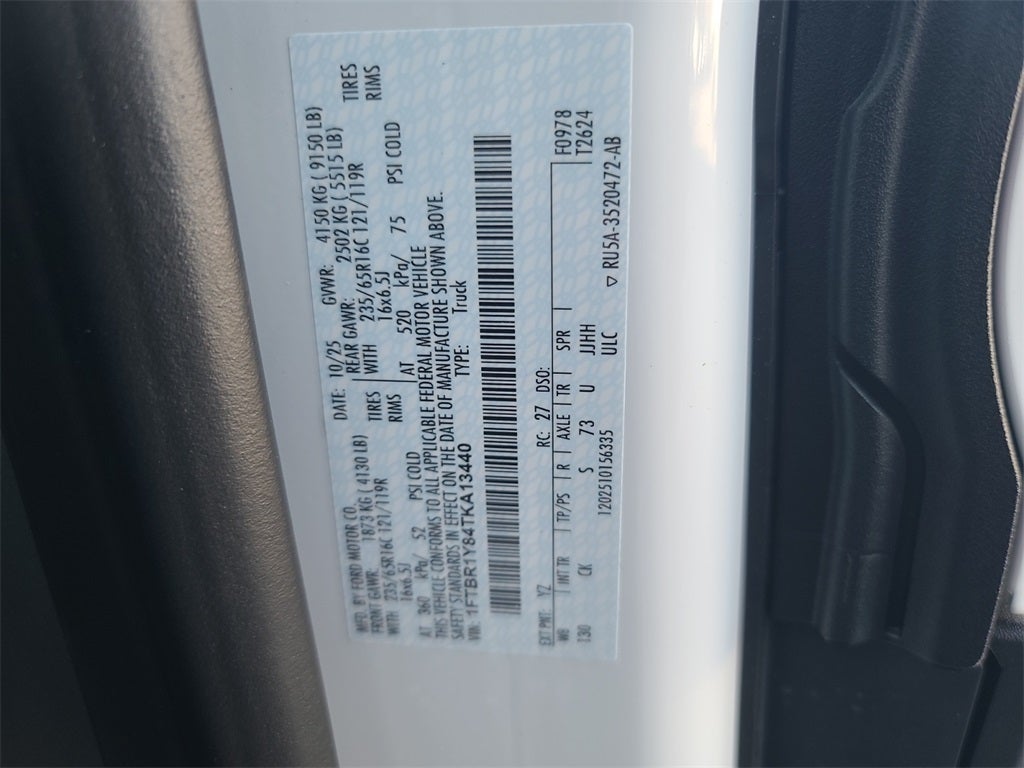 MFD. BY FORD MOTOR CO. DATE: 10/25 GVWR: 4150 KG ( 9150 LB)
FRONT GAWR: 1873 KG ( 4130 LB) REAR GAWR: 2502 KG ( 5515 LB)
WITH 235/65R16C 121/119R TIRES WITH 235/65R16C 121/119R TIRES
16x6.5J RIMS 16x6.5J RIMS
AT 360 kPa/ 52 PSI COLD AT 520 kPa/ 75 PSI COLD
THIS VEHICLE CONFORMS TO ALL APPLICABLE FEDERAL MOTOR VEHICLE
SAFETY STANDARDS IN EFFECT ON THE DATE OF MANUFACTURE SHOWN ABOVE.
VIN: 1FTBR1Y84TKA13440 TYPE: Truck
EXT PNT: YZ RC: 27 DSO: F0978
WB INT TR TP/PS R AXLE TR SPR T2624
130 CK S 73 U JJHH
1202510156335 ULC ▽ RU5A-3520472-AB